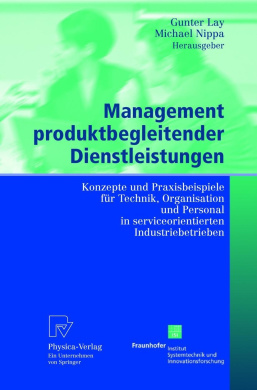 Gunter Lay
Michael Nippa
Herausgeber
Management
produktbegleitender
Dienstleistungen
Konzepte und Praxisbeispiele
für Technik, Organisation
und Personal
in serviceorientierten
Industriebetrieben
Physica-Verlag
Ein Unternehmen
von Springer
Fraunhofer
Institut
Systemtechnik und
Innovationsforschung